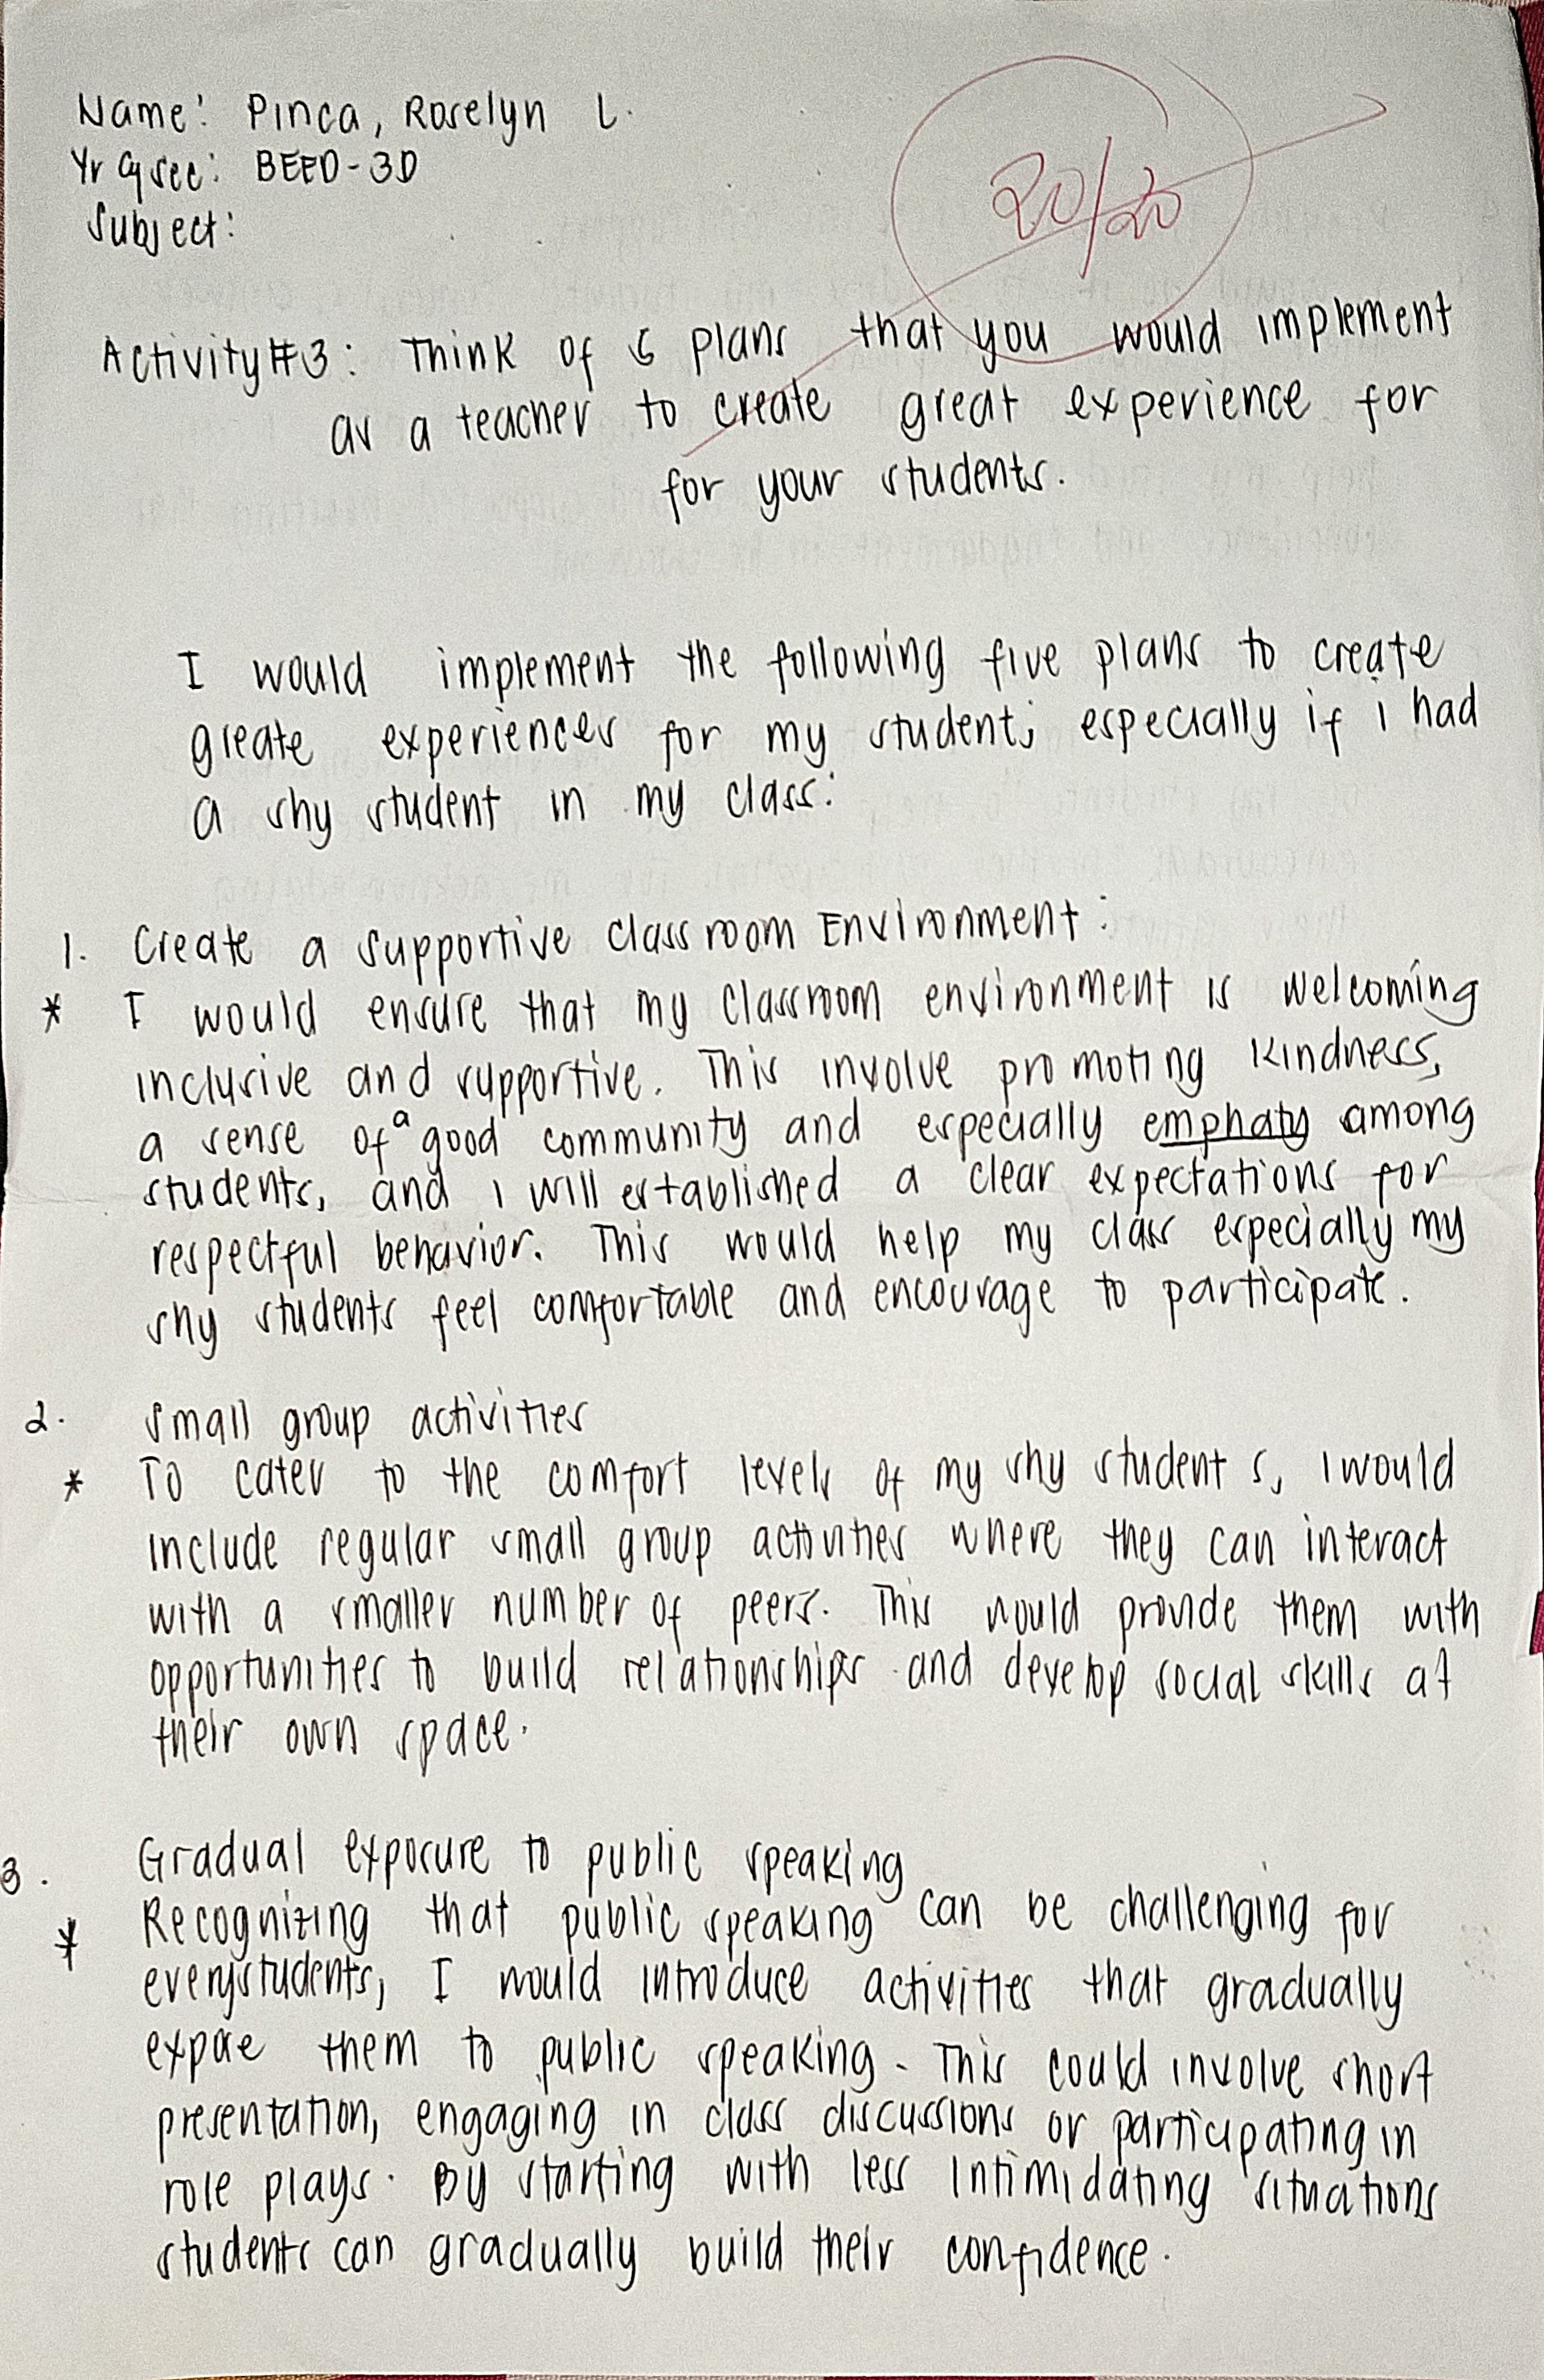 Name: Pinca, Roselyn L.
Yr & Sec: BEED-3D
Subject:
20/20
Activity#3: Think of 5 plans that you would implement
as a teacher to create great experience for
for your students.
I would implement the following five plans to create
greate experiences for my students especially if i had
a shy student in my class:
1. Create a supportive classroom Environment:
* I would ensure that my classroom environment is welcoming
inclusive and supportive. This involve promoting kindness,
a sense of a good community and especially emphaty among
students, and i will established a clear expectations for
respectful behavior. This would help my class especially my
shy students feel comfortable and encourage to participate.
2. Small group activities
* To cater to the comfort levels of my shy students, I would
include regular small group activities where they can interact
with a smaller number of peers. This would provide them with
opportunities to build relationships and develop social skills at
their own space.
3. Gradual exposure to public speaking
* Recognizing that public speaking can be challenging for
everystudents, I would introduce activities that gradually
expose them to public speaking. This could involve short
presentation, engaging in class discussions or participating in
role plays. By starting with less intimidating situations
students can gradually build their confidence.